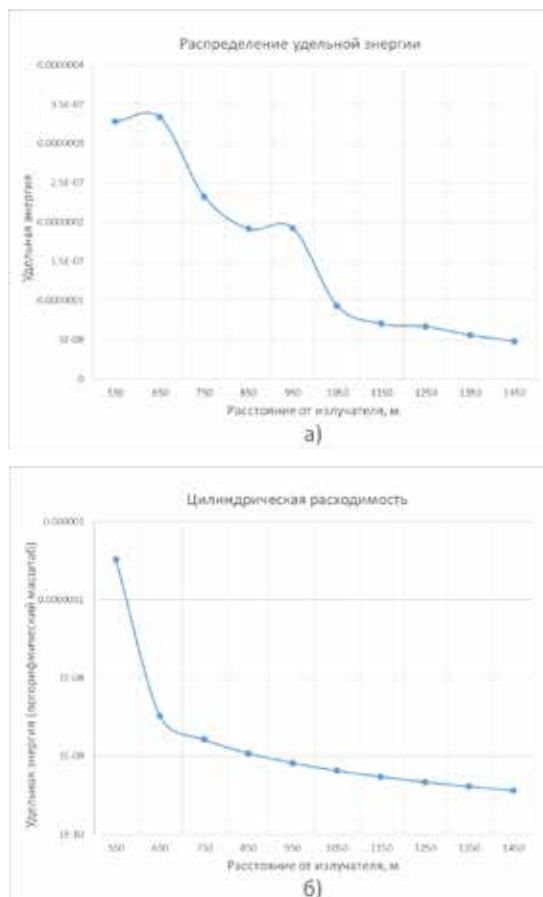 Распределение удельной энергии
Удельная энергия
0.0000004
3.5E-07
0.0000003
2.5E-07
0.0000002
1.5E-07
0.0000001
5E-08
0
550 650 750 850 950 1050 1150 1250 1350 1450
Расстояние от излучателя, м
а)
Цилиндрическая расходимость
Удельная энергия (логорифмический масштаб)
0.000001
0.0000001
1E-08
1E-09
1E-10
550 650 750 850 950 1050 1150 1250 1350 1450
Расстояние от излучателя, м
б)